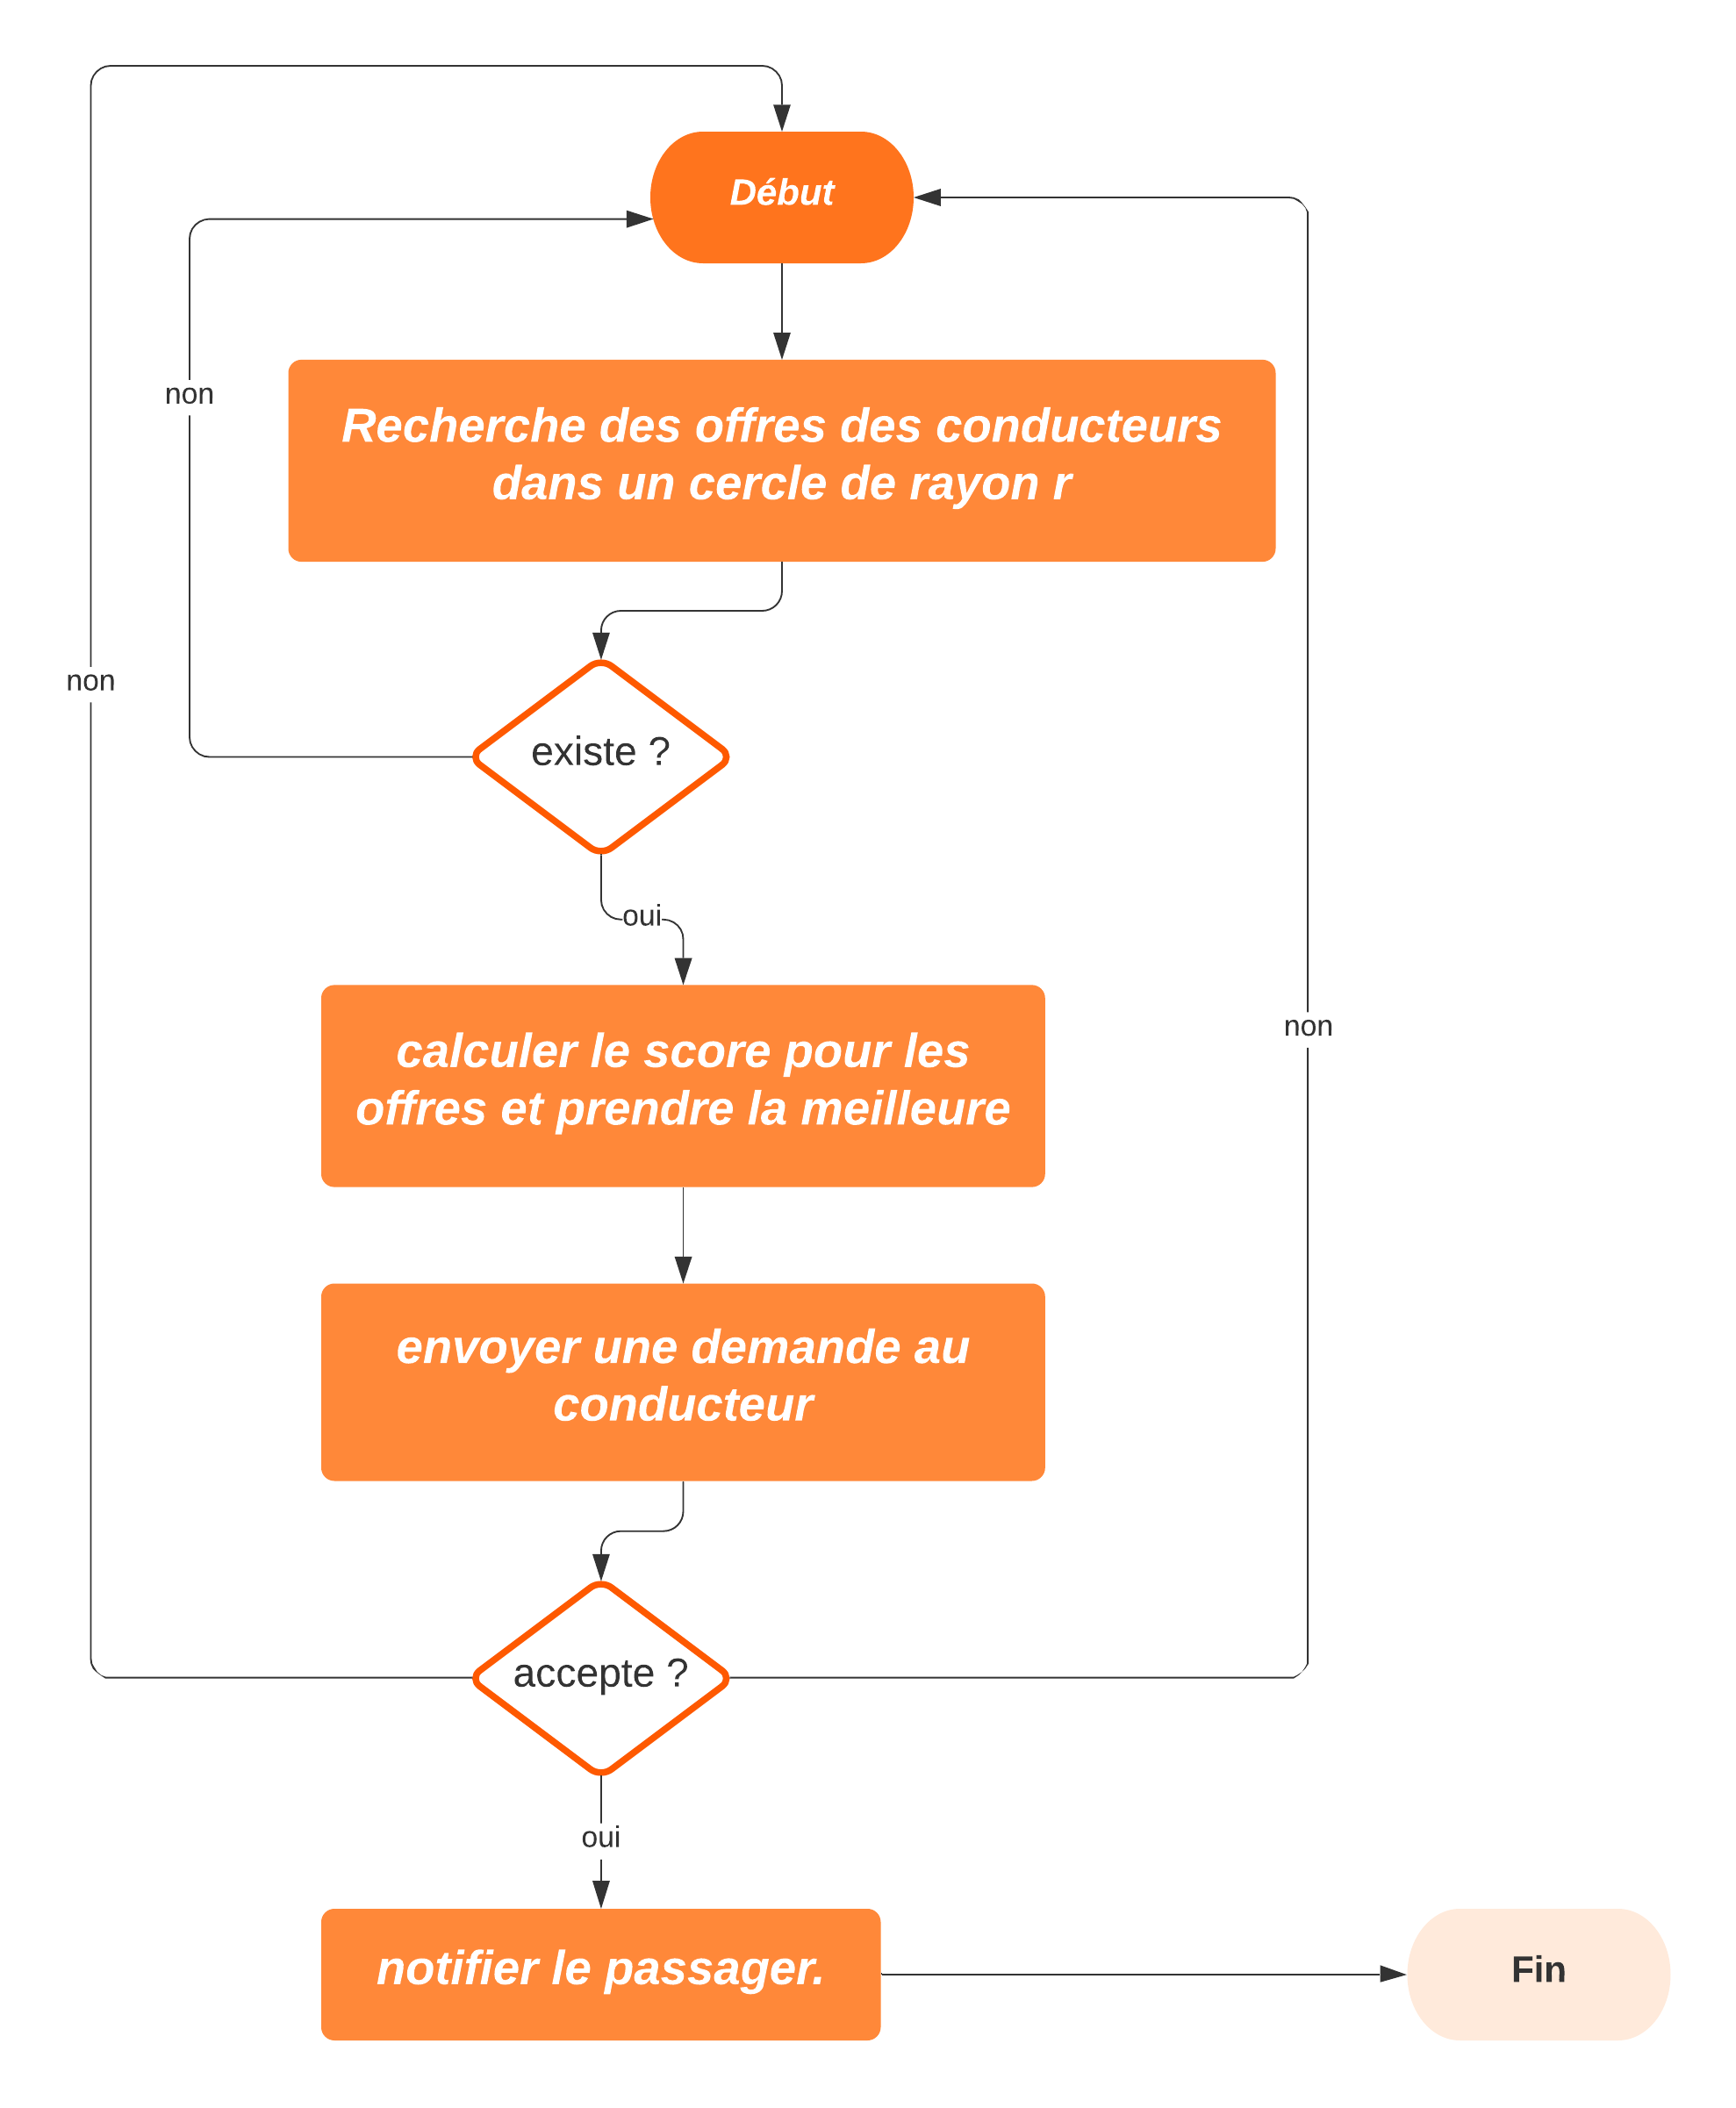 Début
non
Recherche des offres des conducteurs
dans un cercle de rayon r
non
existe ?
oui
non
calculer le score pour les
offres et prendre la meilleure
envoyer une demande au
conducteur
accepte ?
oui
notifier le passager.
Fin